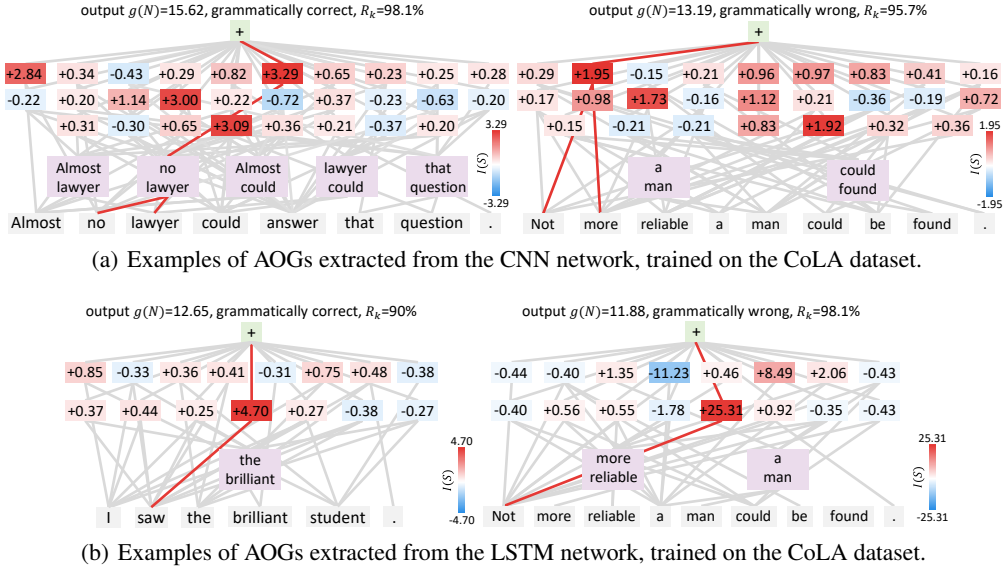 output g(N)=15.62, grammatically correct, Rk=98.1%
+
+2.84 +0.34 -0.43 +0.29 +0.82 +3.29 +0.65 +0.23 +0.25 +0.28
-0.22 +0.20 +1.14 +3.00 +0.22 -0.72 +0.37 -0.23 -0.63 -0.20
+0.31 -0.30 +0.65 +3.09 +0.36 +0.21 -0.37 +0.20
3.29
I(S)
-3.29
Almost no Almost lawyer that
lawyer lawyer could could question
Almost no lawyer could answer that question .
output g(N)=13.19, grammatically wrong, Rk=95.7%
+
+0.29 +1.95 -0.15 +0.21 +0.96 +0.97 +0.83 +0.41 +0.16
+0.17 +0.98 +1.73 -0.16 +1.12 +0.21 -0.36 -0.19 +0.72
+0.15 -0.21 -0.21 +0.83 +1.92 +0.32 +0.36
1.95
I(S)
-1.95
a could
man found
Not more reliable a man could be found .
(a) Examples of AOGs extracted from the CNN network, trained on the CoLA dataset.
output g(N)=12.65, grammatically correct, Rk=90%
+
+0.85 -0.33 +0.36 +0.41 -0.31 +0.75 +0.48 -0.38
+0.37 +0.44 +0.25 +4.70 +0.27 -0.38 -0.27
4.70
I(S)
-4.70
the
brilliant
I saw the brilliant student .
output g(N)=11.88, grammatically wrong, Rk=98.1%
+
-0.44 -0.40 +1.35 -11.23 +0.46 +8.49 +2.06 -0.43
-0.40 +0.56 +0.55 -1.78 +25.31 +0.92 -0.35 -0.43
25.31
I(S)
-25.31
more a
reliable man
Not more reliable a man could be found .
(b) Examples of AOGs extracted from the LSTM network, trained on the CoLA dataset.